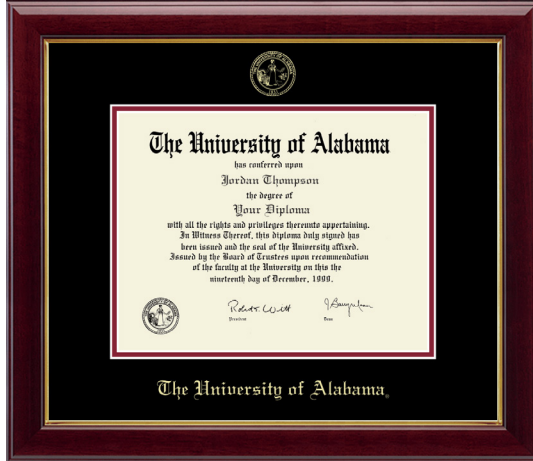 The University of Alabama
has conferred upon
Jordan Thompson
the degree of
Your Diploma
with all the rights and privileges thereunto appertaining.
In Witness Thereof, this diploma duly signed has
been issued and the seal of the University affixed.
Issued by the Board of Trustees upon recommendation
of the faculty at the University on this the
nineteenth day of December, 1999.
Robert E. Witt
President
Dean
The University of Alabama®